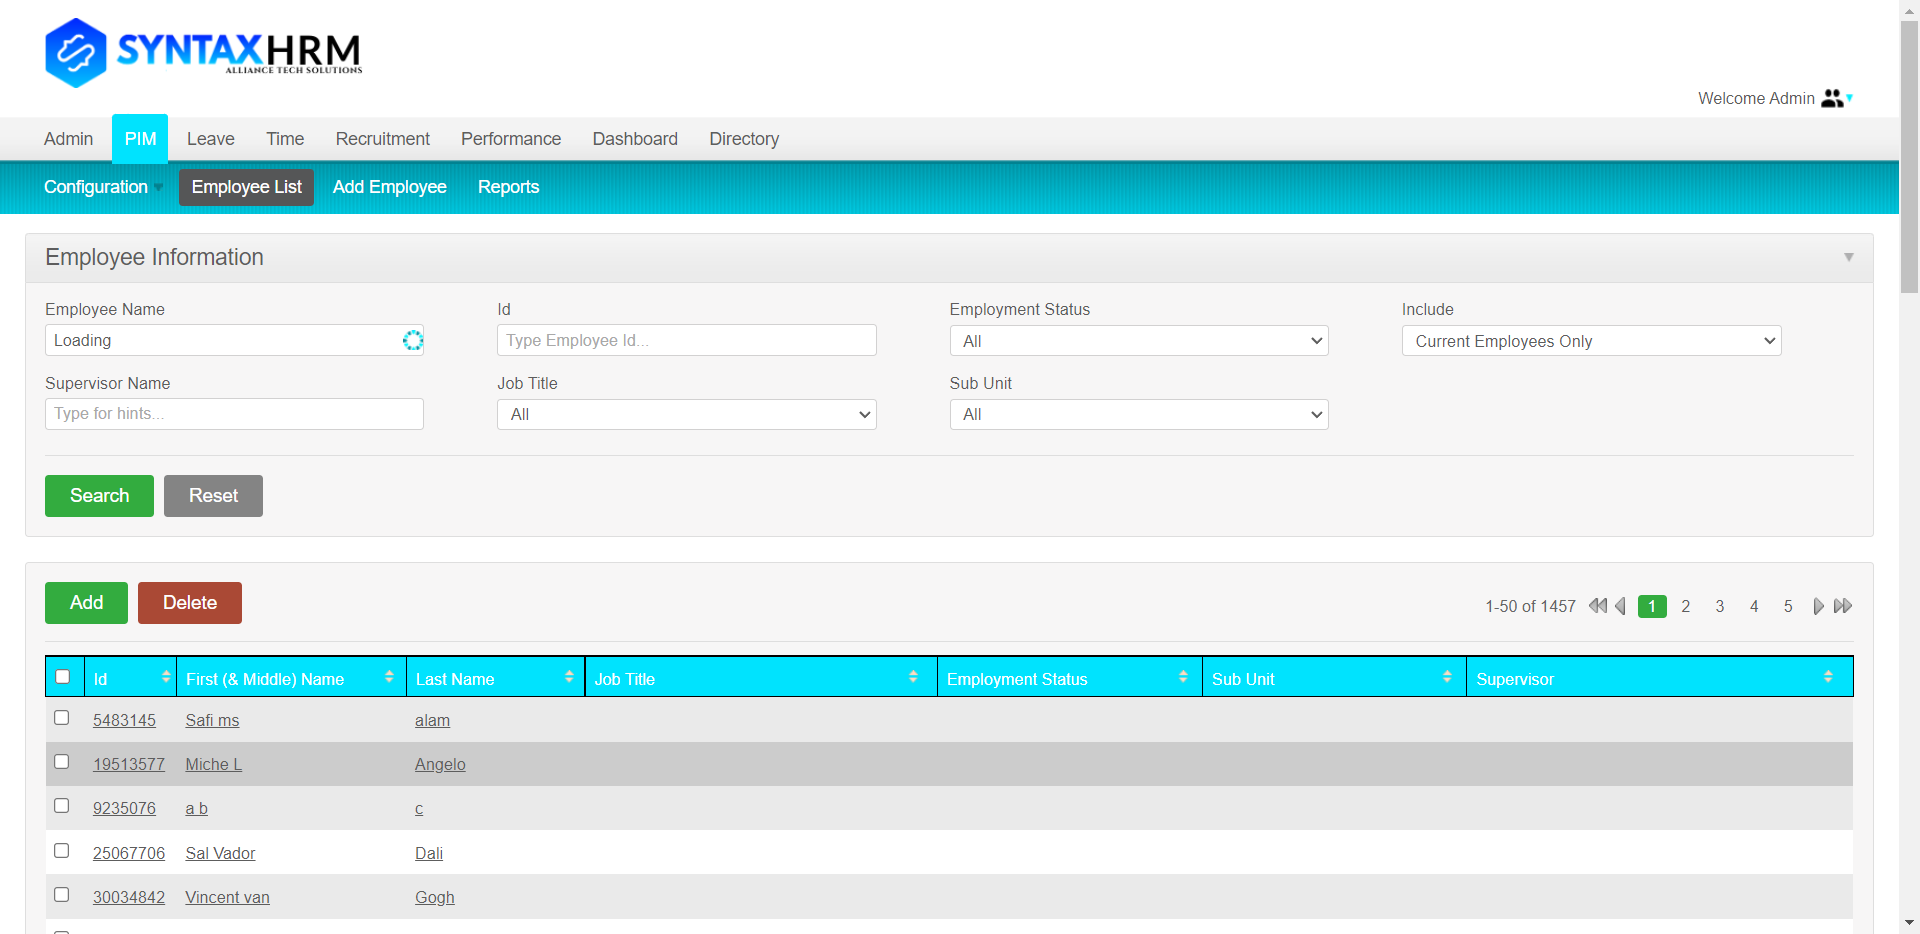 SYNTAXHRM
ALLIANCE TECH SOLUTIONS
Welcome Admin
Admin PIM Leave Time Recruitment Performance Dashboard Directory
Configuration Employee List Add Employee Reports
Employee Information
Employee Name Id Employment Status Include
Loading Type Employee Id... All Current Employees Only
Supervisor Name Job Title Sub Unit
Type for hints... All All
Search Reset
Add Delete 1-50 of 1457 1 2 3 4 5
Id First (& Middle) Name Last Name Job Title Employment Status Sub Unit Supervisor
5483145 Safi ms alam
19513577 Miche L Angelo
9235076 a b c
25067706 Sal Vador Dali
30034842 Vincent van Gogh